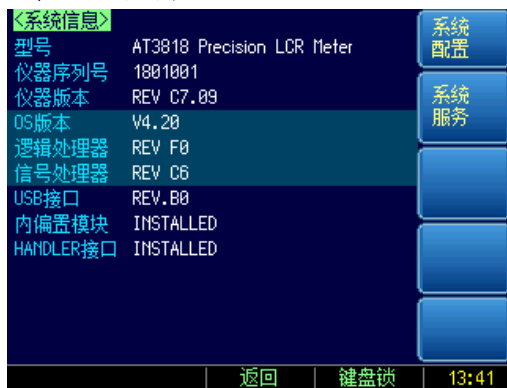 <系统信息>
型号 AT3818 Precision LCR Meter
仪器序列号 1801001
仪器版本 REV C7.09
OS版本 V4.20
逻辑处理器 REV F0
信号处理器 REV C6
USB接口 REV.B0
内偏置模块 INSTALLED
HANDLER接口 INSTALLED
系统
配置
系统
服务
返回 键盘锁 13:41